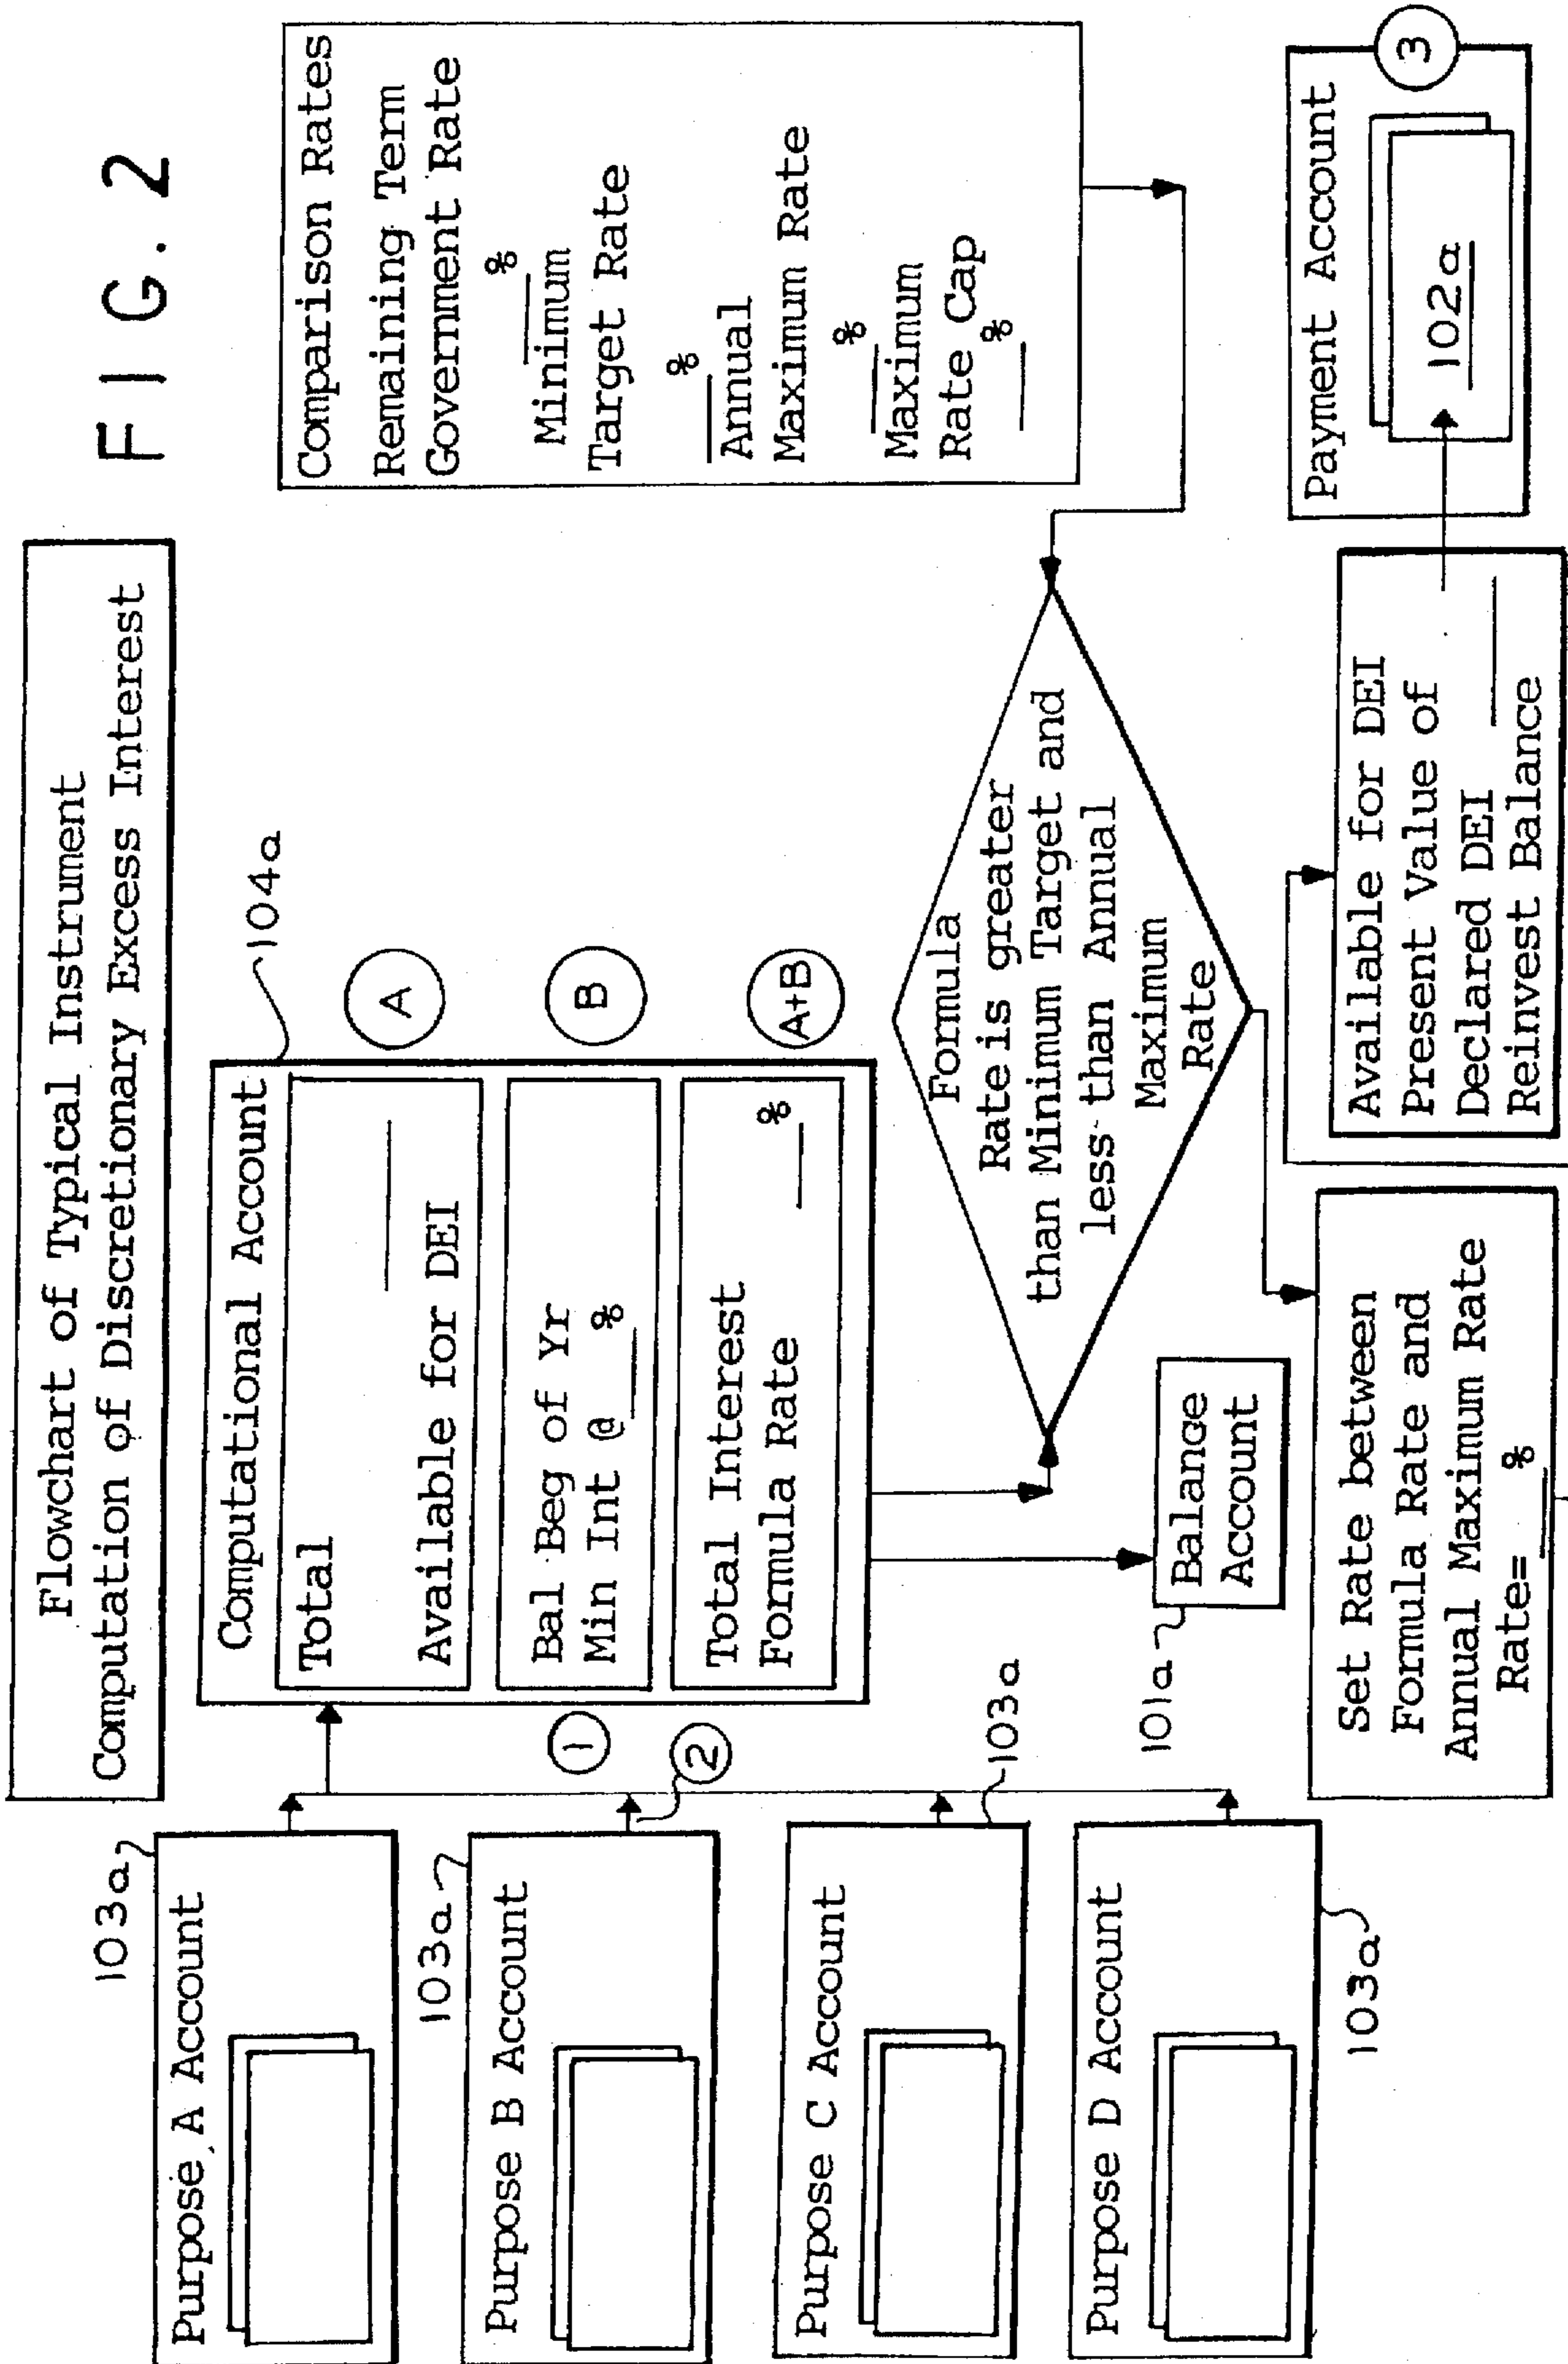 FIG. 2
Flowchart of Typical Instrument
Computation of Discretionary Excess Interest
103a
Purpose A Account
103a
Purpose B Account
2
Purpose C Account
103a
Purpose D Account
103a
104a
Computational Account
Total
Available for DEI
A
1
Bal Beg of Yr
Min Int @ %
B
Total Interest
Formula Rate %
A+B
Comparison Rates
Remaining Term
Government Rate
%
Minimum
Target Rate
%
Annual
Maximum Rate
%
Maximum
Rate Cap
%
Formula
Rate is greater
than Minimum Target and
less than Annual
Maximum
Rate
101a
Balance
Account
Set Rate between
Formula Rate and
Annual Maximum Rate
Rate= %
Available for DEI
Present Value of
Declared DEI
Reinvest Balance
Payment Account
102a
3